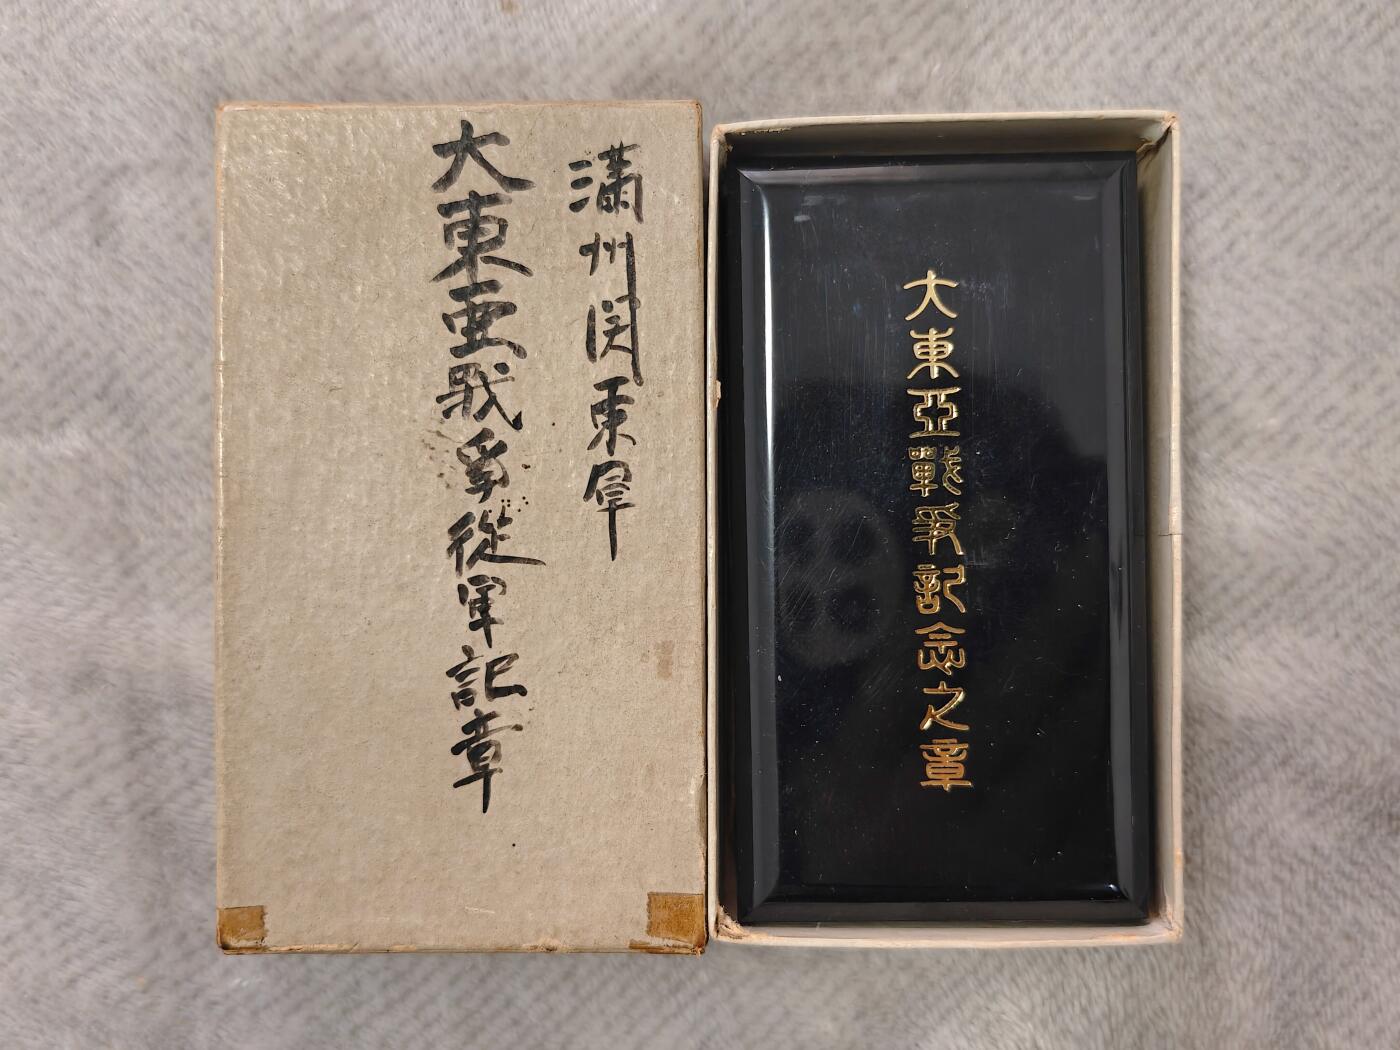 満州関東軍
大東亜戦争従軍記章
大東亞戰爭記念之章